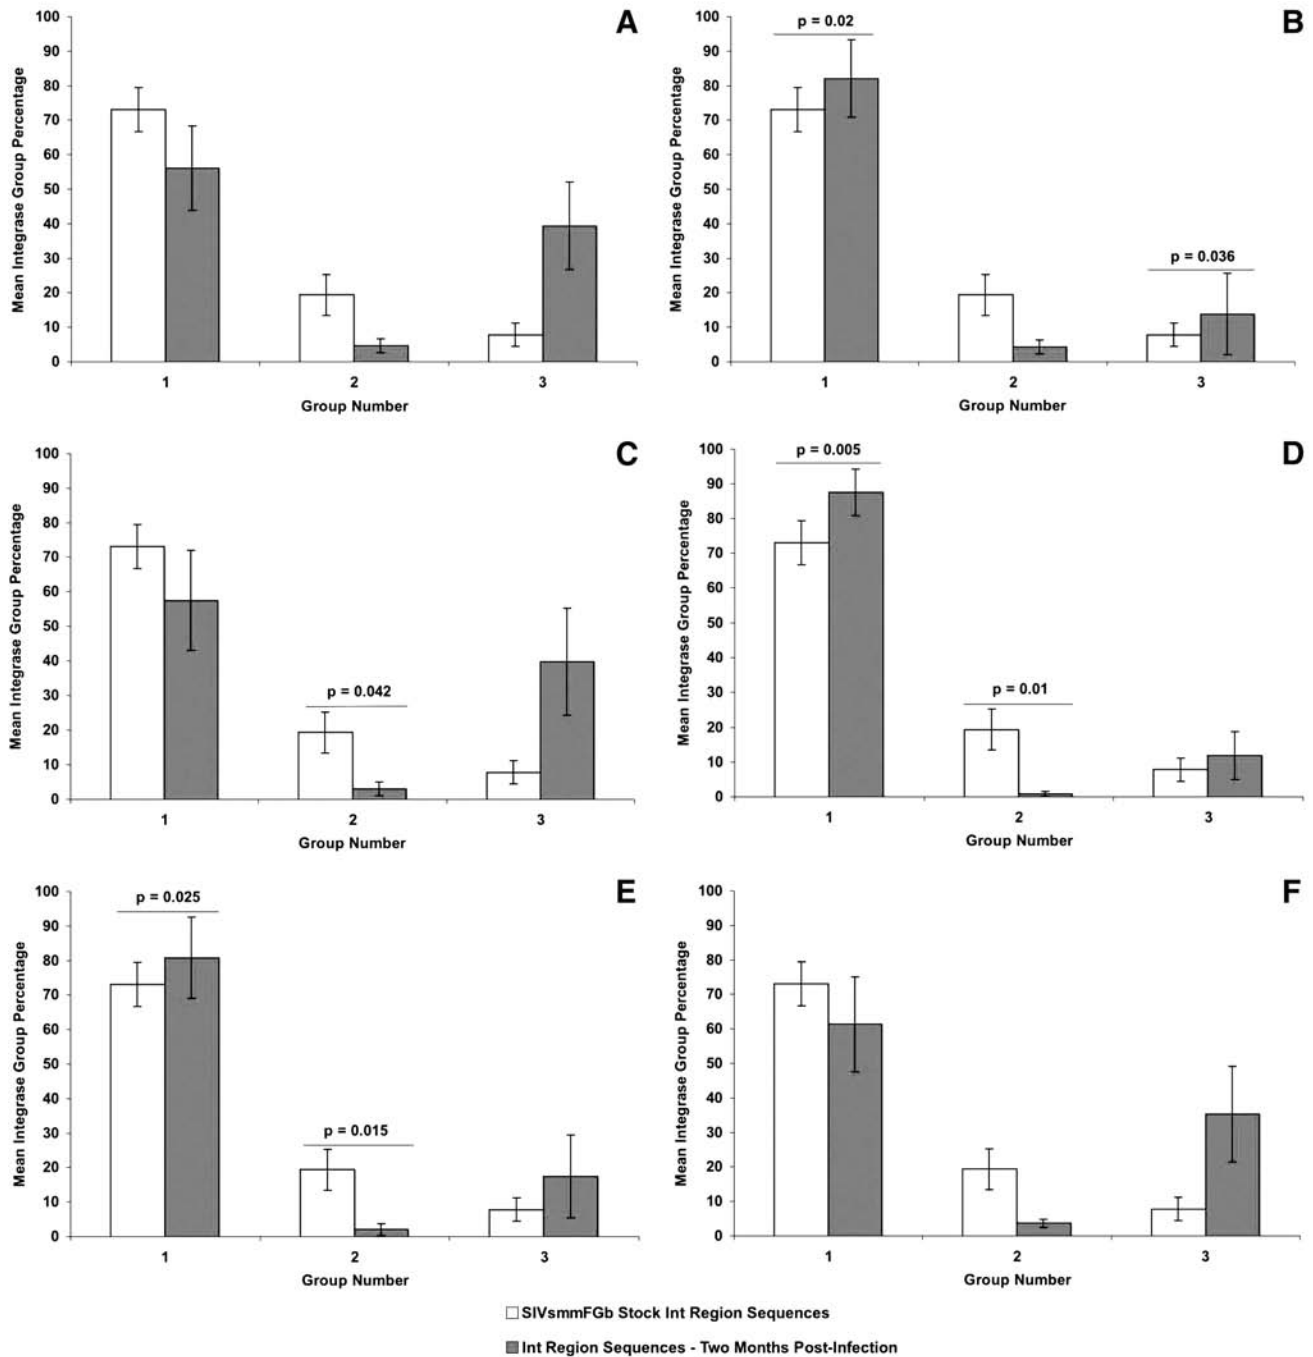 A
Mean Integrase Group Percentage
100
90
80
70
60
50
40
30
20
10
0
1 2 3
Group Number
B
Mean Integrase Group Percentage
100
90
80
70
60
50
40
30
20
10
0
p = 0.02
p = 0.036
1 2 3
Group Number
C
Mean Integrase Group Percentage
100
90
80
70
60
50
40
30
20
10
0
p = 0.042
1 2 3
Group Number
D
Mean Integrase Group Percentage
100
90
80
70
60
50
40
30
20
10
0
p = 0.005
p = 0.01
1 2 3
Group Number
E
Mean Integrase Group Percentage
100
90
80
70
60
50
40
30
20
10
0
p = 0.025
p = 0.015
1 2 3
Group Number
F
Mean Integrase Group Percentage
100
90
80
70
60
50
40
30
20
10
0
1 2 3
Group Number
SIVsmmFGb Stock Int Region Sequences
Int Region Sequences - Two Months Post-Infection